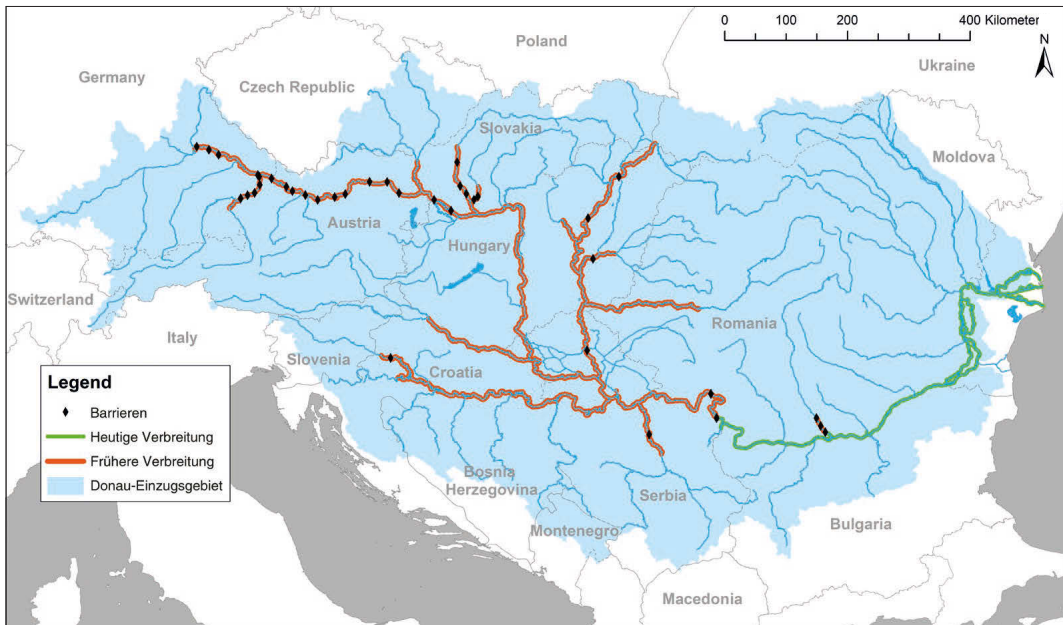 0 100 200 400 Kilometer
N
Poland
Germany
Czech Republic
Ukraine
Slovakia
Moldova
Austria
Hungary
Switzerland
Italy
Romania
Slovenia
Croatia
Legend
Barrieren
Heutige Verbreitung
Frühere Verbreitung
Donau-Einzugsgebiet
Bosnia
Herzegovina
Serbia
Montenegro
Bulgaria
Macedonia